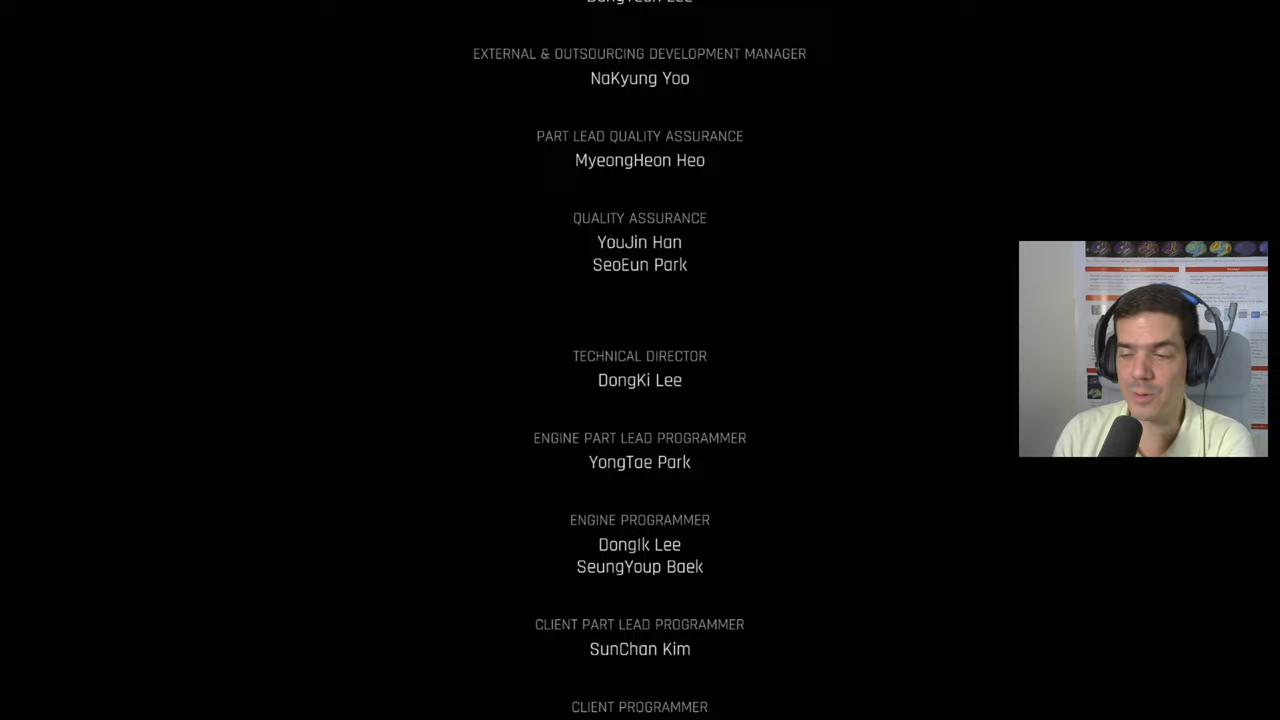 EXTERNAL & OUTSOURCING DEVELOPMENT MANAGER
NaKyung Yoo
PART LEAD QUALITY ASSURANCE
MyeongHeon Heo
QUALITY ASSURANCE
YouJin Han
SeoEun Park
TECHNICAL DIRECTOR
DongKi Lee
ENGINE PART LEAD PROGRAMMER
YongTae Park
ENGINE PROGRAMMER
DongIk Lee
SeungYoup Baek
CLIENT PART LEAD PROGRAMMER
SunChan Kim
CLIENT PROGRAMMER